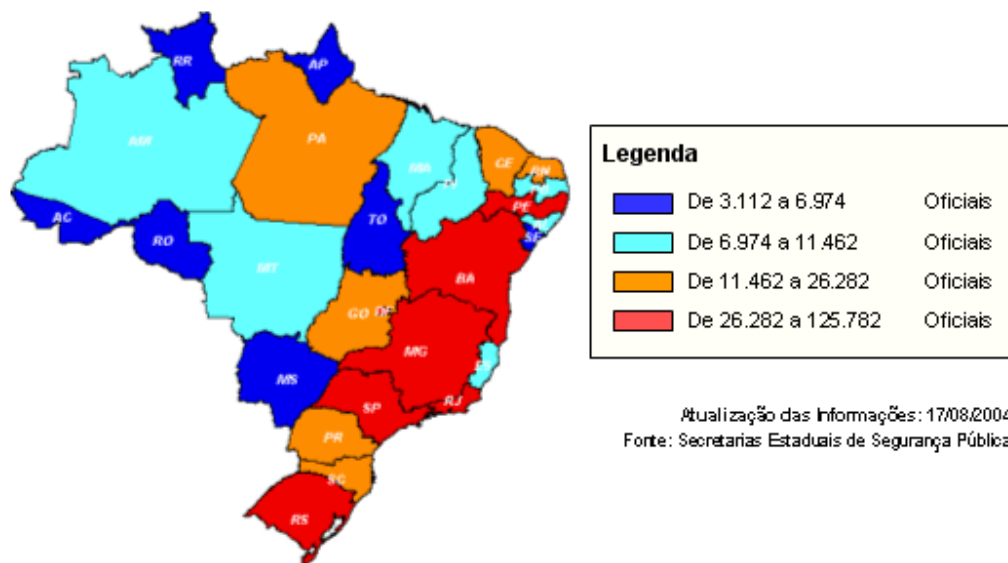 RR
AP
AM
PA
MA
CE
RN
PE
AC
RO
TO
SE
MT
BA
GO
DF
MG
MS
ES
SP
RJ
PR
SC
RS
Legenda
De 3.112 a 6.974 Oficiais
De 6.974 a 11.462 Oficiais
De 11.462 a 26.282 Oficiais
De 26.282 a 125.782 Oficiais
Atualização das Informações: 17/08/2004
Fonte: Secretarias Estaduais de Segurança Pública